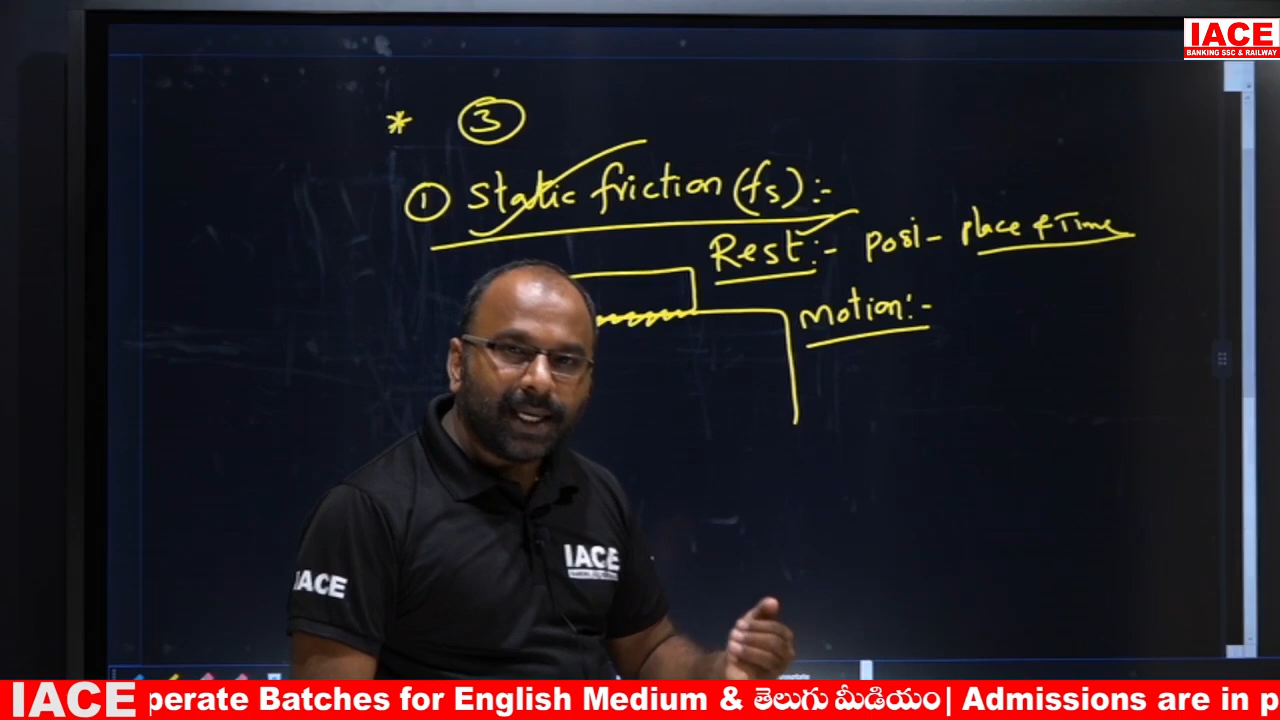 IACE
BANKING SSC & RAILWAY
* ③
① Static friction (fs) :-
Rest :- Posi - place & Time
Motion :-
IACE
IACE
IACE perate Batches for English Medium & తెలుగు మీడియం | Admissions are in p